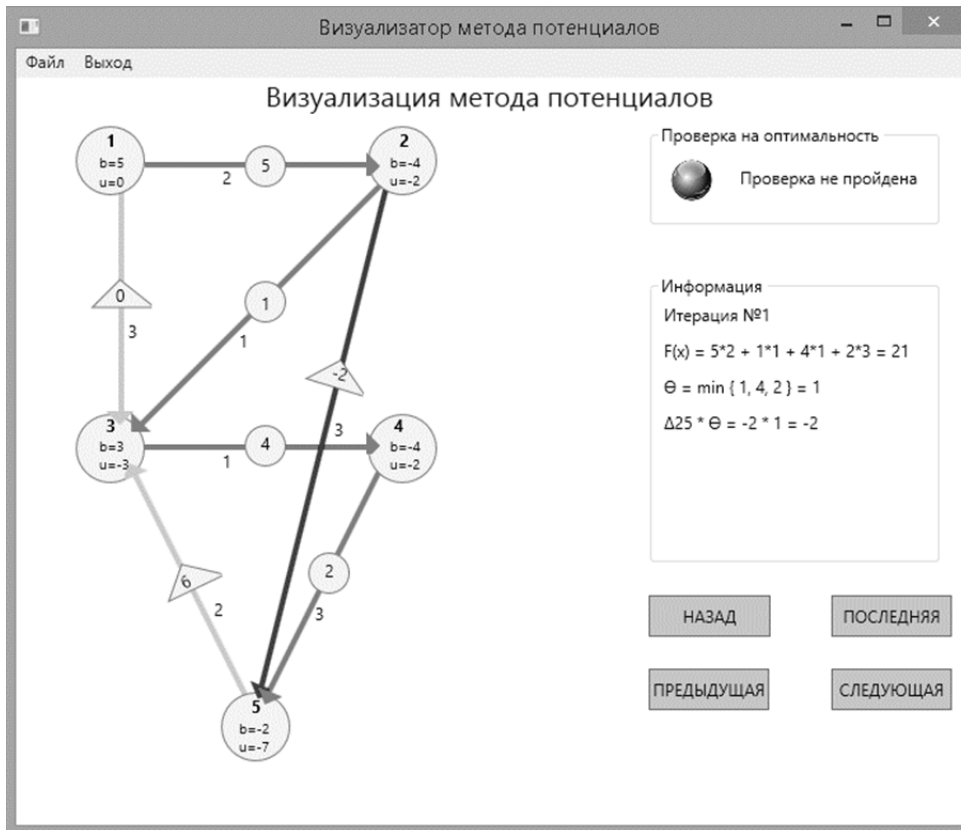 Визуализатор метода потенциалов
Файл Выход
Визуализация метода потенциалов
1
b=5
u=0
2
5
2
b=-4
u=-2
0
3
1
1
-2
3
3
b=3
u=-3
1
4
4
b=-4
u=-2
6
2
2
3
5
b=-2
u=-7
Проверка на оптимальность
Проверка не пройдена
Информация
Итерация №1
F(x) = 5*2 + 1*1 + 4*1 + 2*3 = 21
Θ = min { 1, 4, 2 } = 1
Δ25 * Θ = -2 * 1 = -2
НАЗАД ПОСЛЕДНЯЯ
ПРЕДЫДУЩАЯ СЛЕДУЮЩАЯ